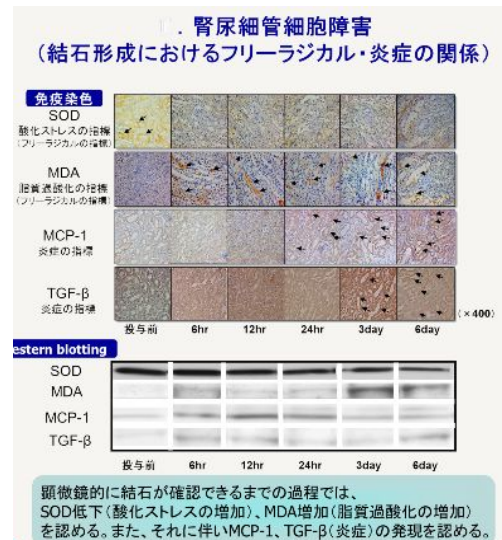 . 腎尿細管細胞障害
(結石形成におけるフリーラジカル・炎症の関係)
免疫染色
SOD
酸化ストレスの指標
(フリーラジカルの指標)
MDA
脂質過酸化の指標
(フリーラジカルの指標)
MCP-1
炎症の指標
TGF-β
炎症の指標
(×400)
投与前 6hr 12hr 24hr 3day 6day
estern blotting
SOD
MDA
MCP-1
TGF-β
投与前 6hr 12hr 24hr 3day 6day
顕微鏡的に結石が確認できるまでの過程では、
SOD低下(酸化ストレスの増加)、MDA増加(脂質過酸化の増加)
を認める。また、それに伴いMCP-1、TGF-β(炎症)の発現を認める。